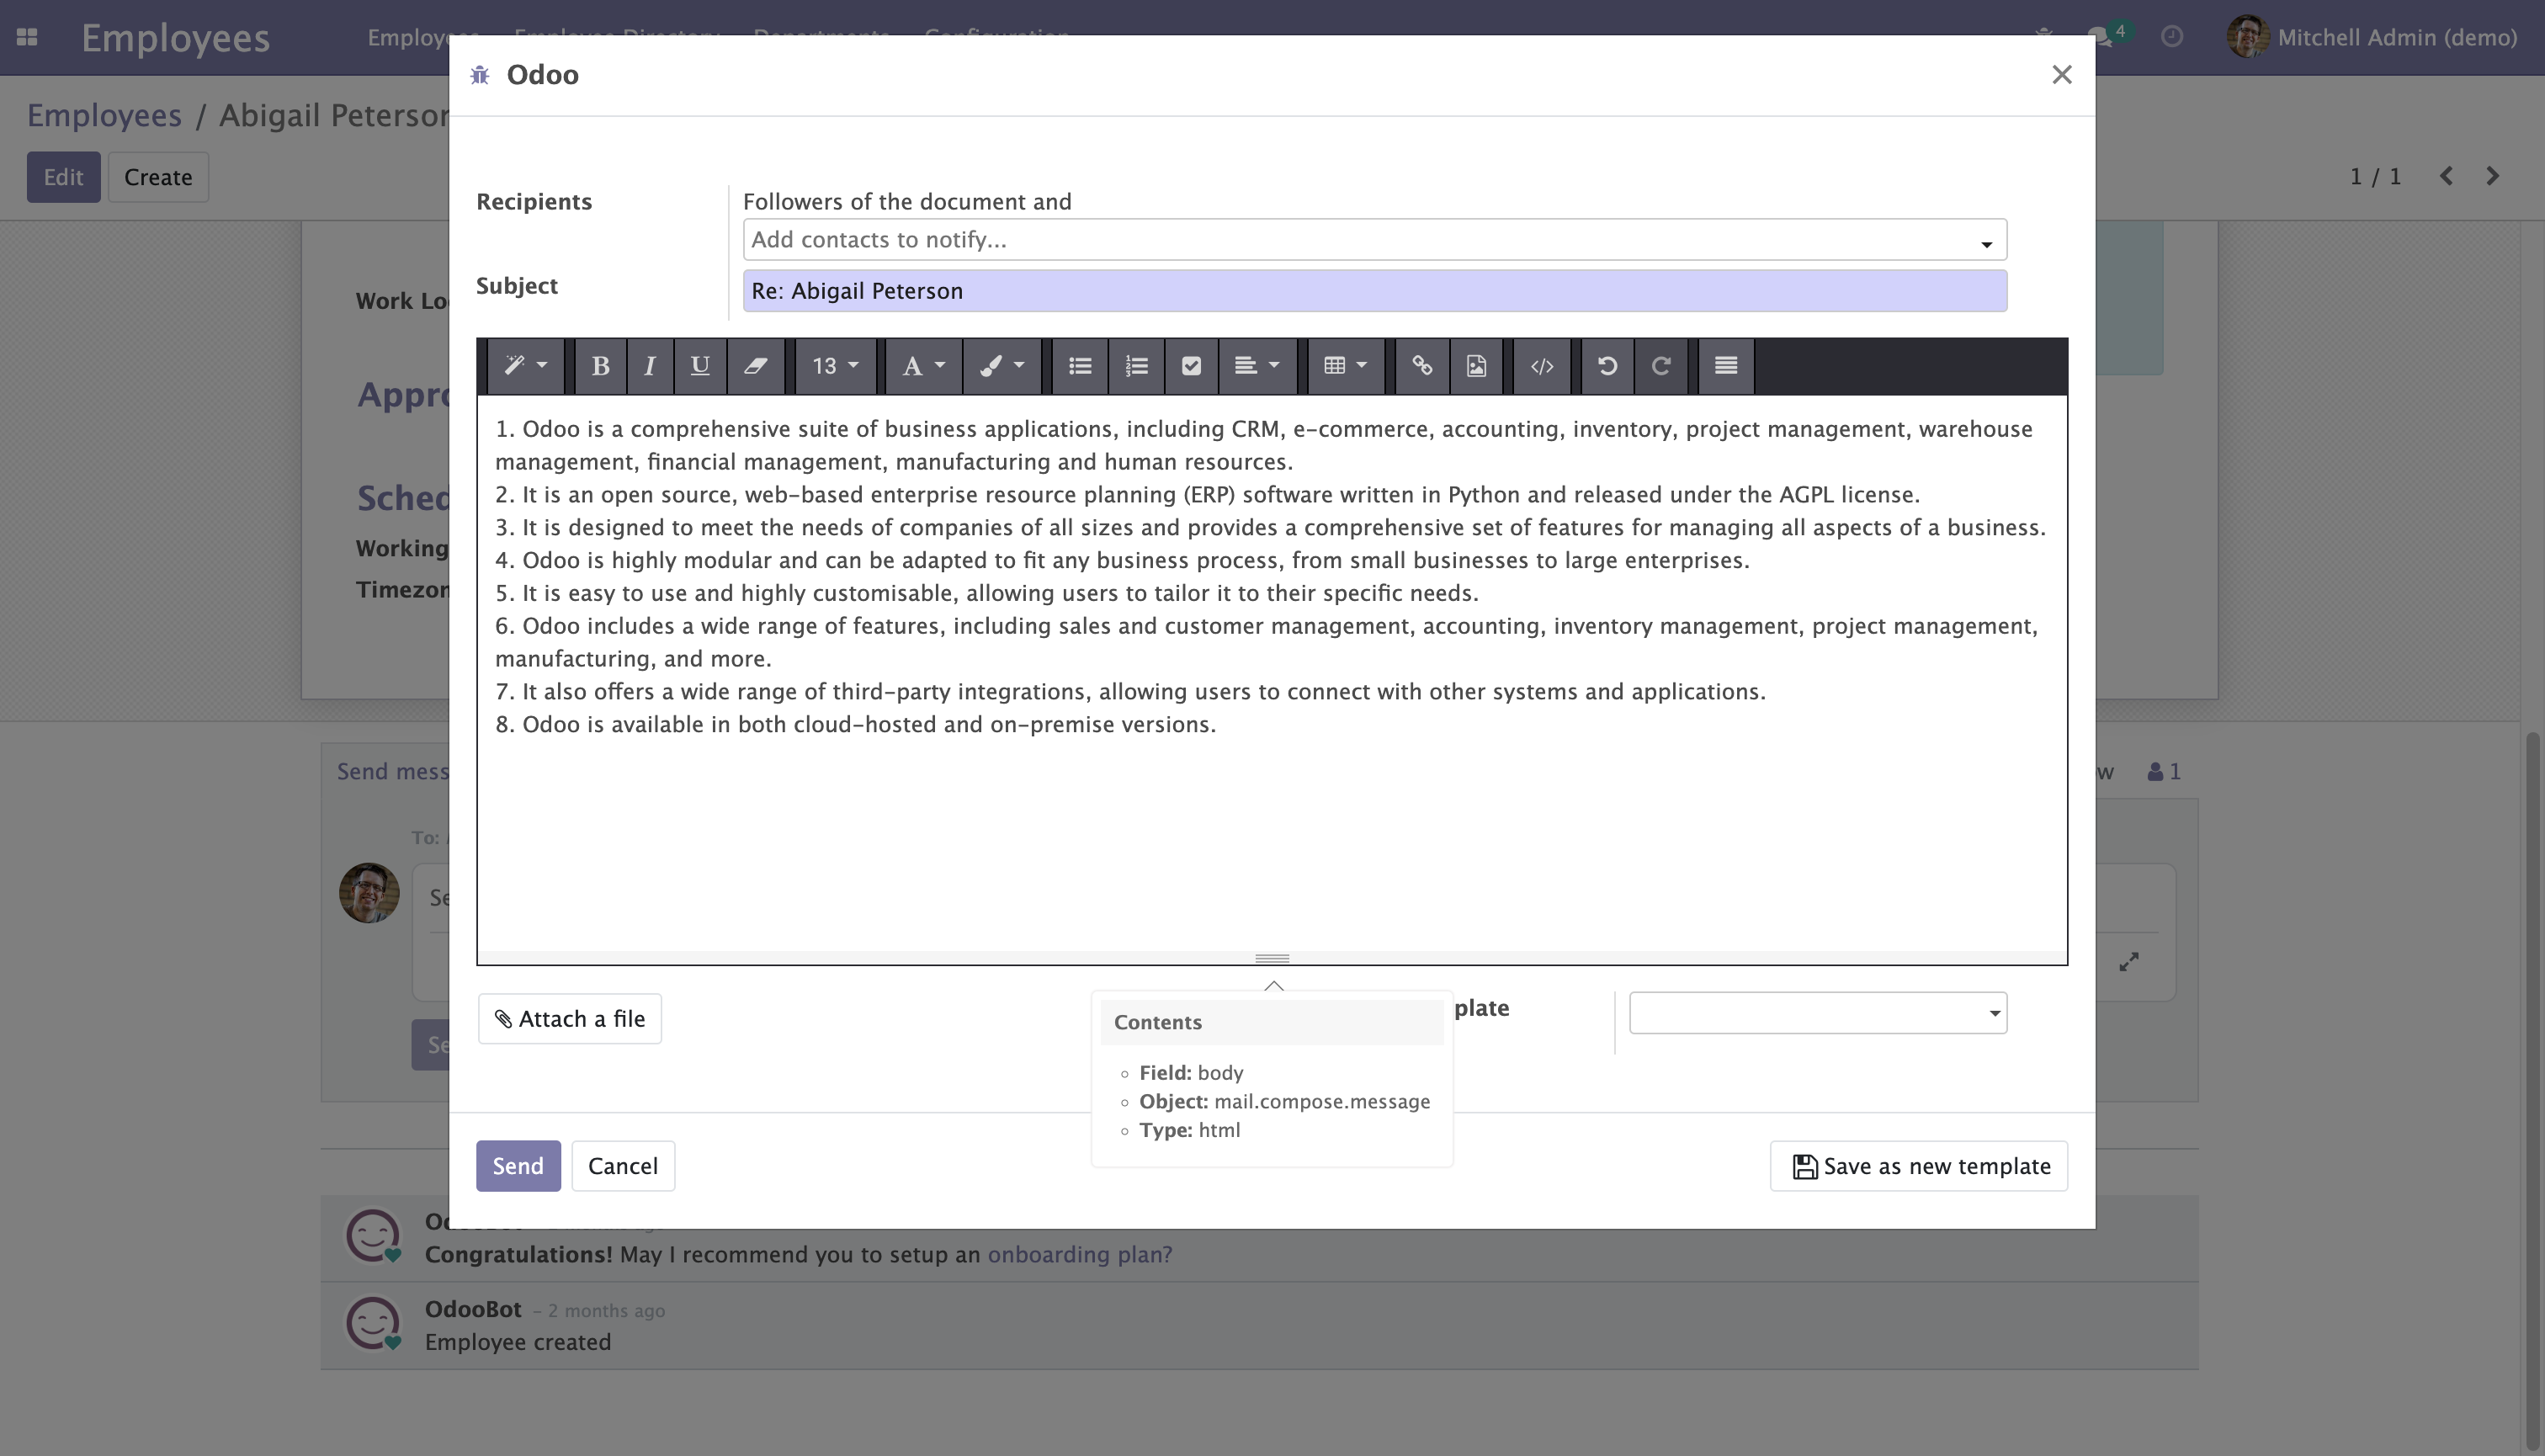 Employees
Mitchell Admin (demo)
4
Odoo
Employees / Abigail Peterson
Edit
Create
1 / 1
Recipients
Followers of the document and
Add contacts to notify...
Subject
Re: Abigail Peterson
Work Lo
Appro
Sched
Working
Timezon
B I U
13
A
1. Odoo is a comprehensive suite of business applications, including CRM, e-commerce, accounting, inventory, project management, warehouse
management, financial management, manufacturing and human resources.
2. It is an open source, web-based enterprise resource planning (ERP) software written in Python and released under the AGPL license.
3. It is designed to meet the needs of companies of all sizes and provides a comprehensive set of features for managing all aspects of a business.
4. Odoo is highly modular and can be adapted to fit any business process, from small businesses to large enterprises.
5. It is easy to use and highly customisable, allowing users to tailor it to their specific needs.
6. Odoo includes a wide range of features, including sales and customer management, accounting, inventory management, project management,
manufacturing, and more.
7. It also offers a wide range of third-party integrations, allowing users to connect with other systems and applications.
8. Odoo is available in both cloud-hosted and on-premise versions.
Send mess
w
1
To:
Se
Se
Attach a file
plate
Contents
Field: body
Object: mail.compose.message
Type: html
Send
Cancel
Save as new template
Congratulations! May I recommend you to setup an onboarding plan?
OdooBot - 2 months ago
Employee created